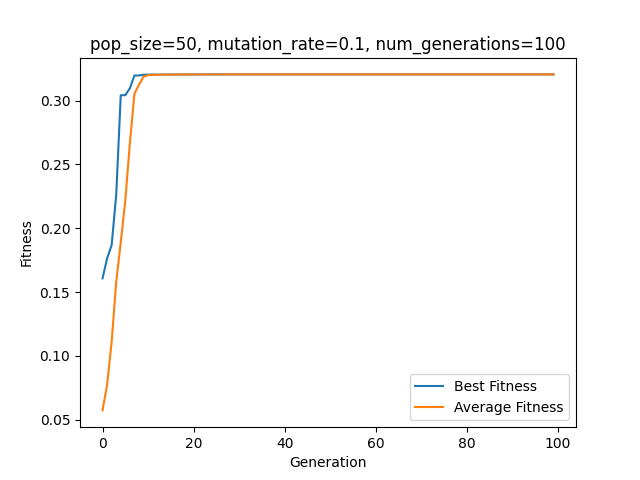 pop_size=50, mutation_rate=0.1, num_generations=100
Fitness
0.30
0.25
0.20
0.15
0.10
0.05
Best Fitness
Average Fitness
0 20 40 60 80 100
Generation